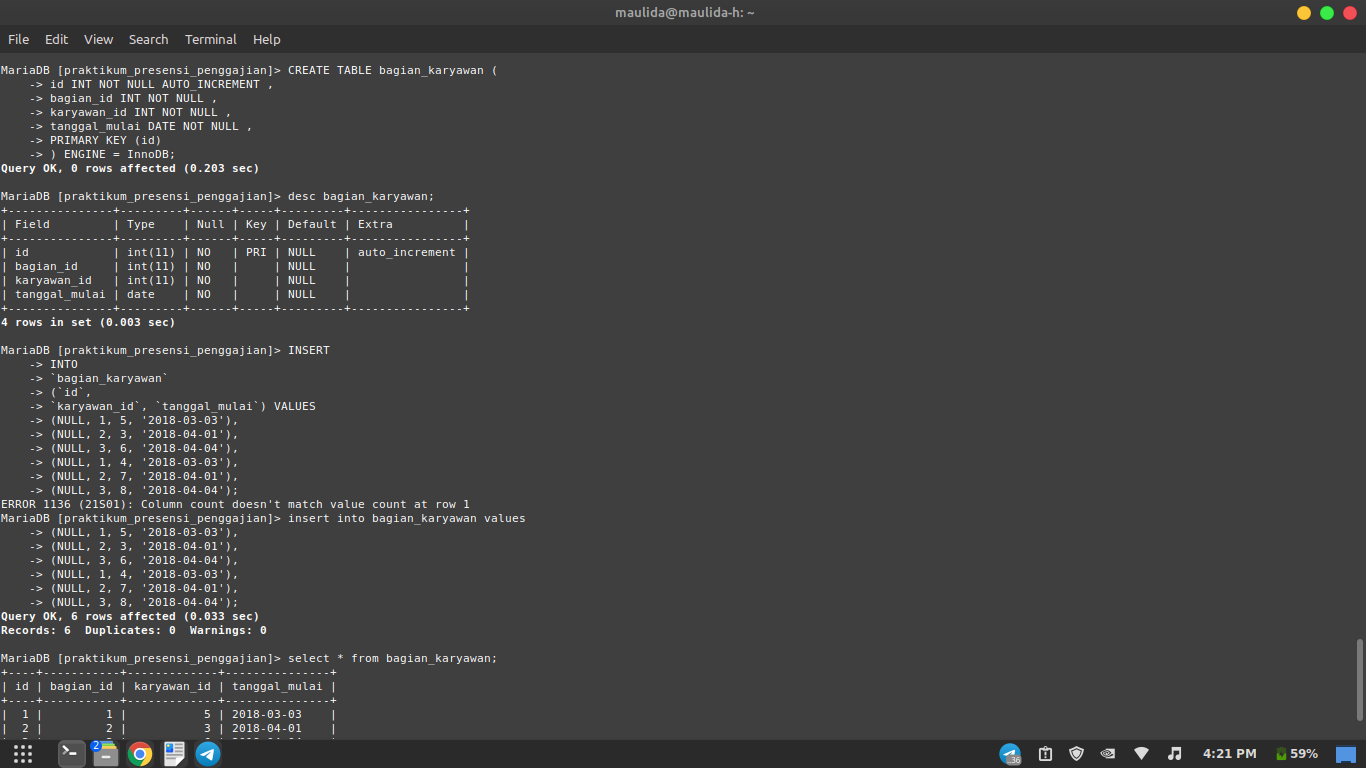 maulida@maulida-h: ~
File Edit View Search Terminal Help
MariaDB [praktikum_presensi_penggajian]> CREATE TABLE bagian_karyawan (
    -> id INT NOT NULL AUTO_INCREMENT ,
    -> bagian_id INT NOT NULL ,
    -> karyawan_id INT NOT NULL ,
    -> tanggal_mulai DATE NOT NULL ,
    -> PRIMARY KEY (id)
    -> ) ENGINE = InnoDB;
Query OK, 0 rows affected (0.203 sec)
MariaDB [praktikum_presensi_penggajian]> desc bagian_karyawan;
+---------------+---------+------+-----+---------+----------------+
| Field         | Type    | Null | Key | Default | Extra          |
+---------------+---------+------+-----+---------+----------------+
| id            | int(11) | NO   | PRI | NULL    | auto_increment |
| bagian_id     | int(11) | NO   |     | NULL    |                |
| karyawan_id   | int(11) | NO   |     | NULL    |                |
| tanggal_mulai | date    | NO   |     | NULL    |                |
+---------------+---------+------+-----+---------+----------------+
4 rows in set (0.003 sec)
MariaDB [praktikum_presensi_penggajian]> INSERT
    -> INTO
    -> `bagian_karyawan`
    -> (`id`,
    -> `karyawan_id`, `tanggal_mulai`) VALUES
    -> (NULL, 1, 5, '2018-03-03'),
    -> (NULL, 2, 3, '2018-04-01'),
    -> (NULL, 3, 6, '2018-04-04'),
    -> (NULL, 1, 4, '2018-03-03'),
    -> (NULL, 2, 7, '2018-04-01'),
    -> (NULL, 3, 8, '2018-04-04');
ERROR 1136 (21S01): Column count doesn't match value count at row 1
MariaDB [praktikum_presensi_penggajian]> insert into bagian_karyawan values
    -> (NULL, 1, 5, '2018-03-03'),
    -> (NULL, 2, 3, '2018-04-01'),
    -> (NULL, 3, 6, '2018-04-04'),
    -> (NULL, 1, 4, '2018-03-03'),
    -> (NULL, 2, 7, '2018-04-01'),
    -> (NULL, 3, 8, '2018-04-04');
Query OK, 6 rows affected (0.033 sec)
Records: 6  Duplicates: 0  Warnings: 0
MariaDB [praktikum_presensi_penggajian]> select * from bagian_karyawan;
+----+-----------+-------------+---------------+
| id | bagian_id | karyawan_id | tanggal_mulai |
+----+-----------+-------------+---------------+
|  1 |         1 |           5 | 2018-03-03    |
|  2 |         2 |           3 | 2018-04-01    |
2
36
4:21 PM
59%